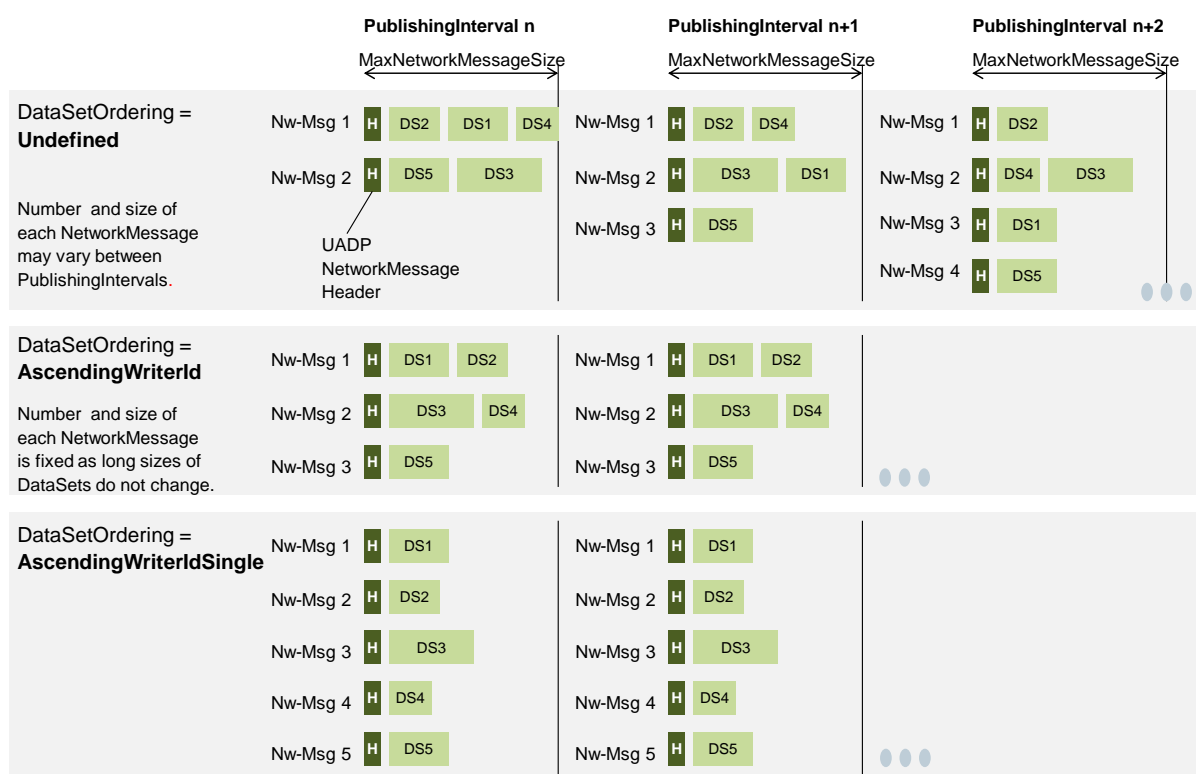 PublishingInterval n PublishingInterval n+1 PublishingInterval n+2
MaxNetworkMessageSize MaxNetworkMessageSize MaxNetworkMessageSize
DataSetOrdering =
Undefined
Number and size of
each NetworkMessage
may vary between
PublishingIntervals.
Nw-Msg 1 H DS2 DS1 DS4
Nw-Msg 2 H DS5 DS3
UADP
NetworkMessage
Header
Nw-Msg 1 H DS2 DS4
Nw-Msg 2 H DS3 DS1
Nw-Msg 3 H DS5
Nw-Msg 1 H DS2
Nw-Msg 2 H DS4 DS3
Nw-Msg 3 H DS1
Nw-Msg 4 H DS5
DataSetOrdering =
AscendingWriterId
Number and size of
each NetworkMessage
is fixed as long sizes of
DataSets do not change.
Nw-Msg 1 H DS1 DS2
Nw-Msg 2 H DS3 DS4
Nw-Msg 3 H DS5
Nw-Msg 1 H DS1 DS2
Nw-Msg 2 H DS3 DS4
Nw-Msg 3 H DS5
DataSetOrdering =
AscendingWriterIdSingle
Nw-Msg 1 H DS1
Nw-Msg 2 H DS2
Nw-Msg 3 H DS3
Nw-Msg 4 H DS4
Nw-Msg 5 H DS5
Nw-Msg 1 H DS1
Nw-Msg 2 H DS2
Nw-Msg 3 H DS3
Nw-Msg 4 H DS4
Nw-Msg 5 H DS5